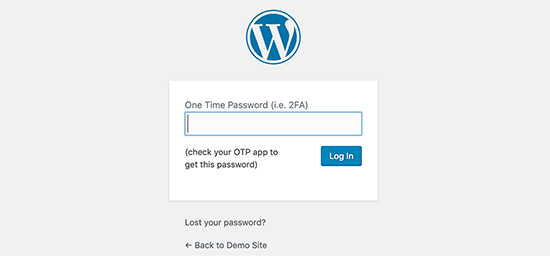 One Time Password (i.e. 2FA)
(check your OTP app to
get this password)
Log In
Lost your password?
← Back to Demo Site